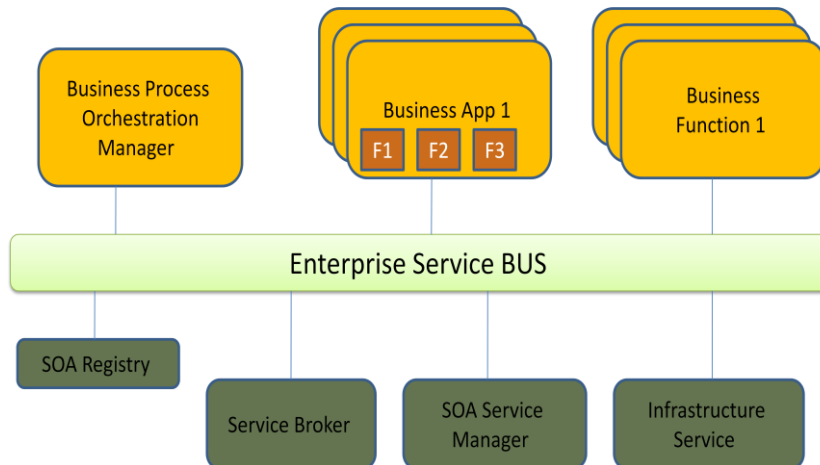 Business Process
Orchestration
Manager
Business App 1
F1 F2 F3
Business
Function 1
Enterprise Service BUS
SOA Registry
Service Broker
SOA Service
Manager
Infrastructure
Service